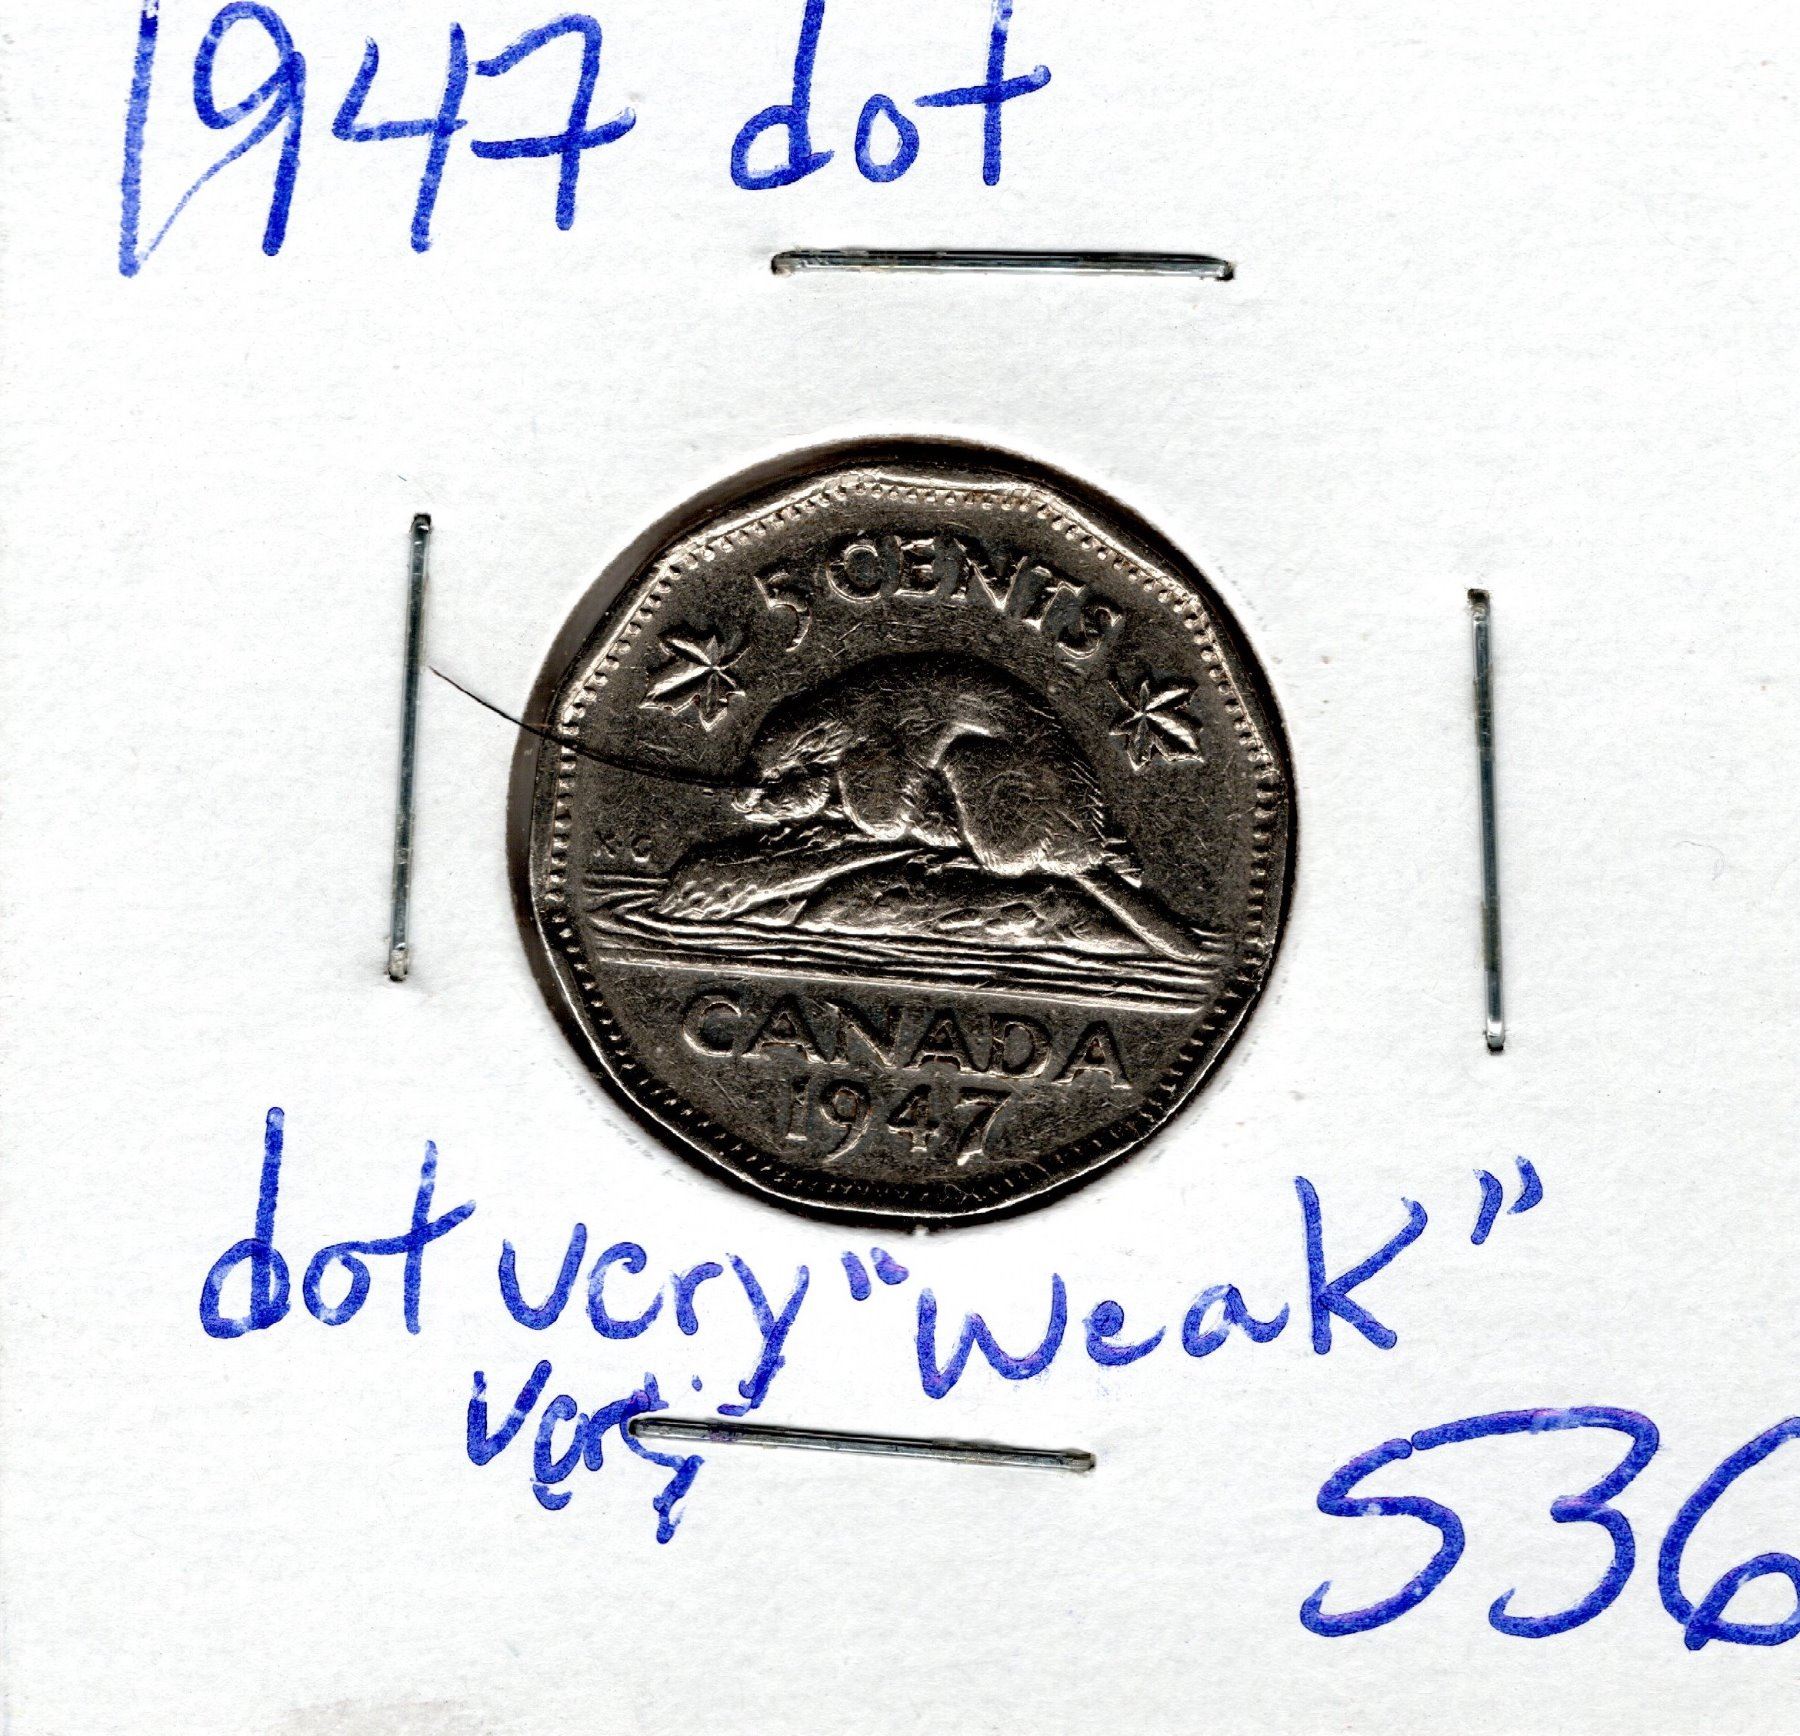 1947 dot
5 CENTS
KG
CANADA
1947
dot very "weak"
very
536